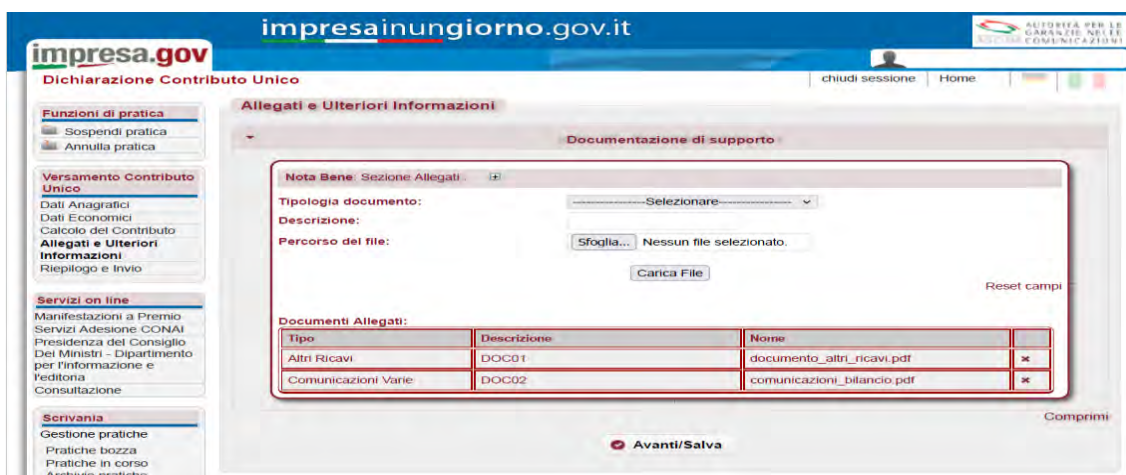 impresainungiorno.gov.it
AUTORITÀ PER LE
GARANZIE NELLE
COMUNICAZIONI
impresa.gov
Dichiarazione Contributo Unico
chiudi sessione
Home
Funzioni di pratica
Sospendi pratica
Annulla pratica
Versamento Contributo
Unico
Dati Anagrafici
Dati Economici
Calcolo del Contributo
Allegati e Ulteriori
Informazioni
Riepilogo e Invio
Servizi on line
Manifestazioni a Premio
Servizi Adesione CONAI
Presidenza del Consiglio
Dei Ministri - Dipartimento
per l'Informazione e
l'editoria
Consultazione
Scrivania
Gestione pratiche
Pratiche bozza
Pratiche in corso
Archivio pratiche
Allegati e Ulteriori Informazioni
Documentazione di supporto
Nota Bene Sezione Allegati
Tipologia documento:
----------------Selezionare----------------
Descrizione:
Percorso del file:
Sfoglia... Nessun file selezionato.
Carica File
Reset campi
Documenti Allegati:
Tipo Descrizione Nome
Altri Ricavi DOC01 documento_altri_ricavi.pdf
Comunicazioni Varie DOC02 comunicazioni_bilancio.pdf
Comprimi
Avanti/Salva